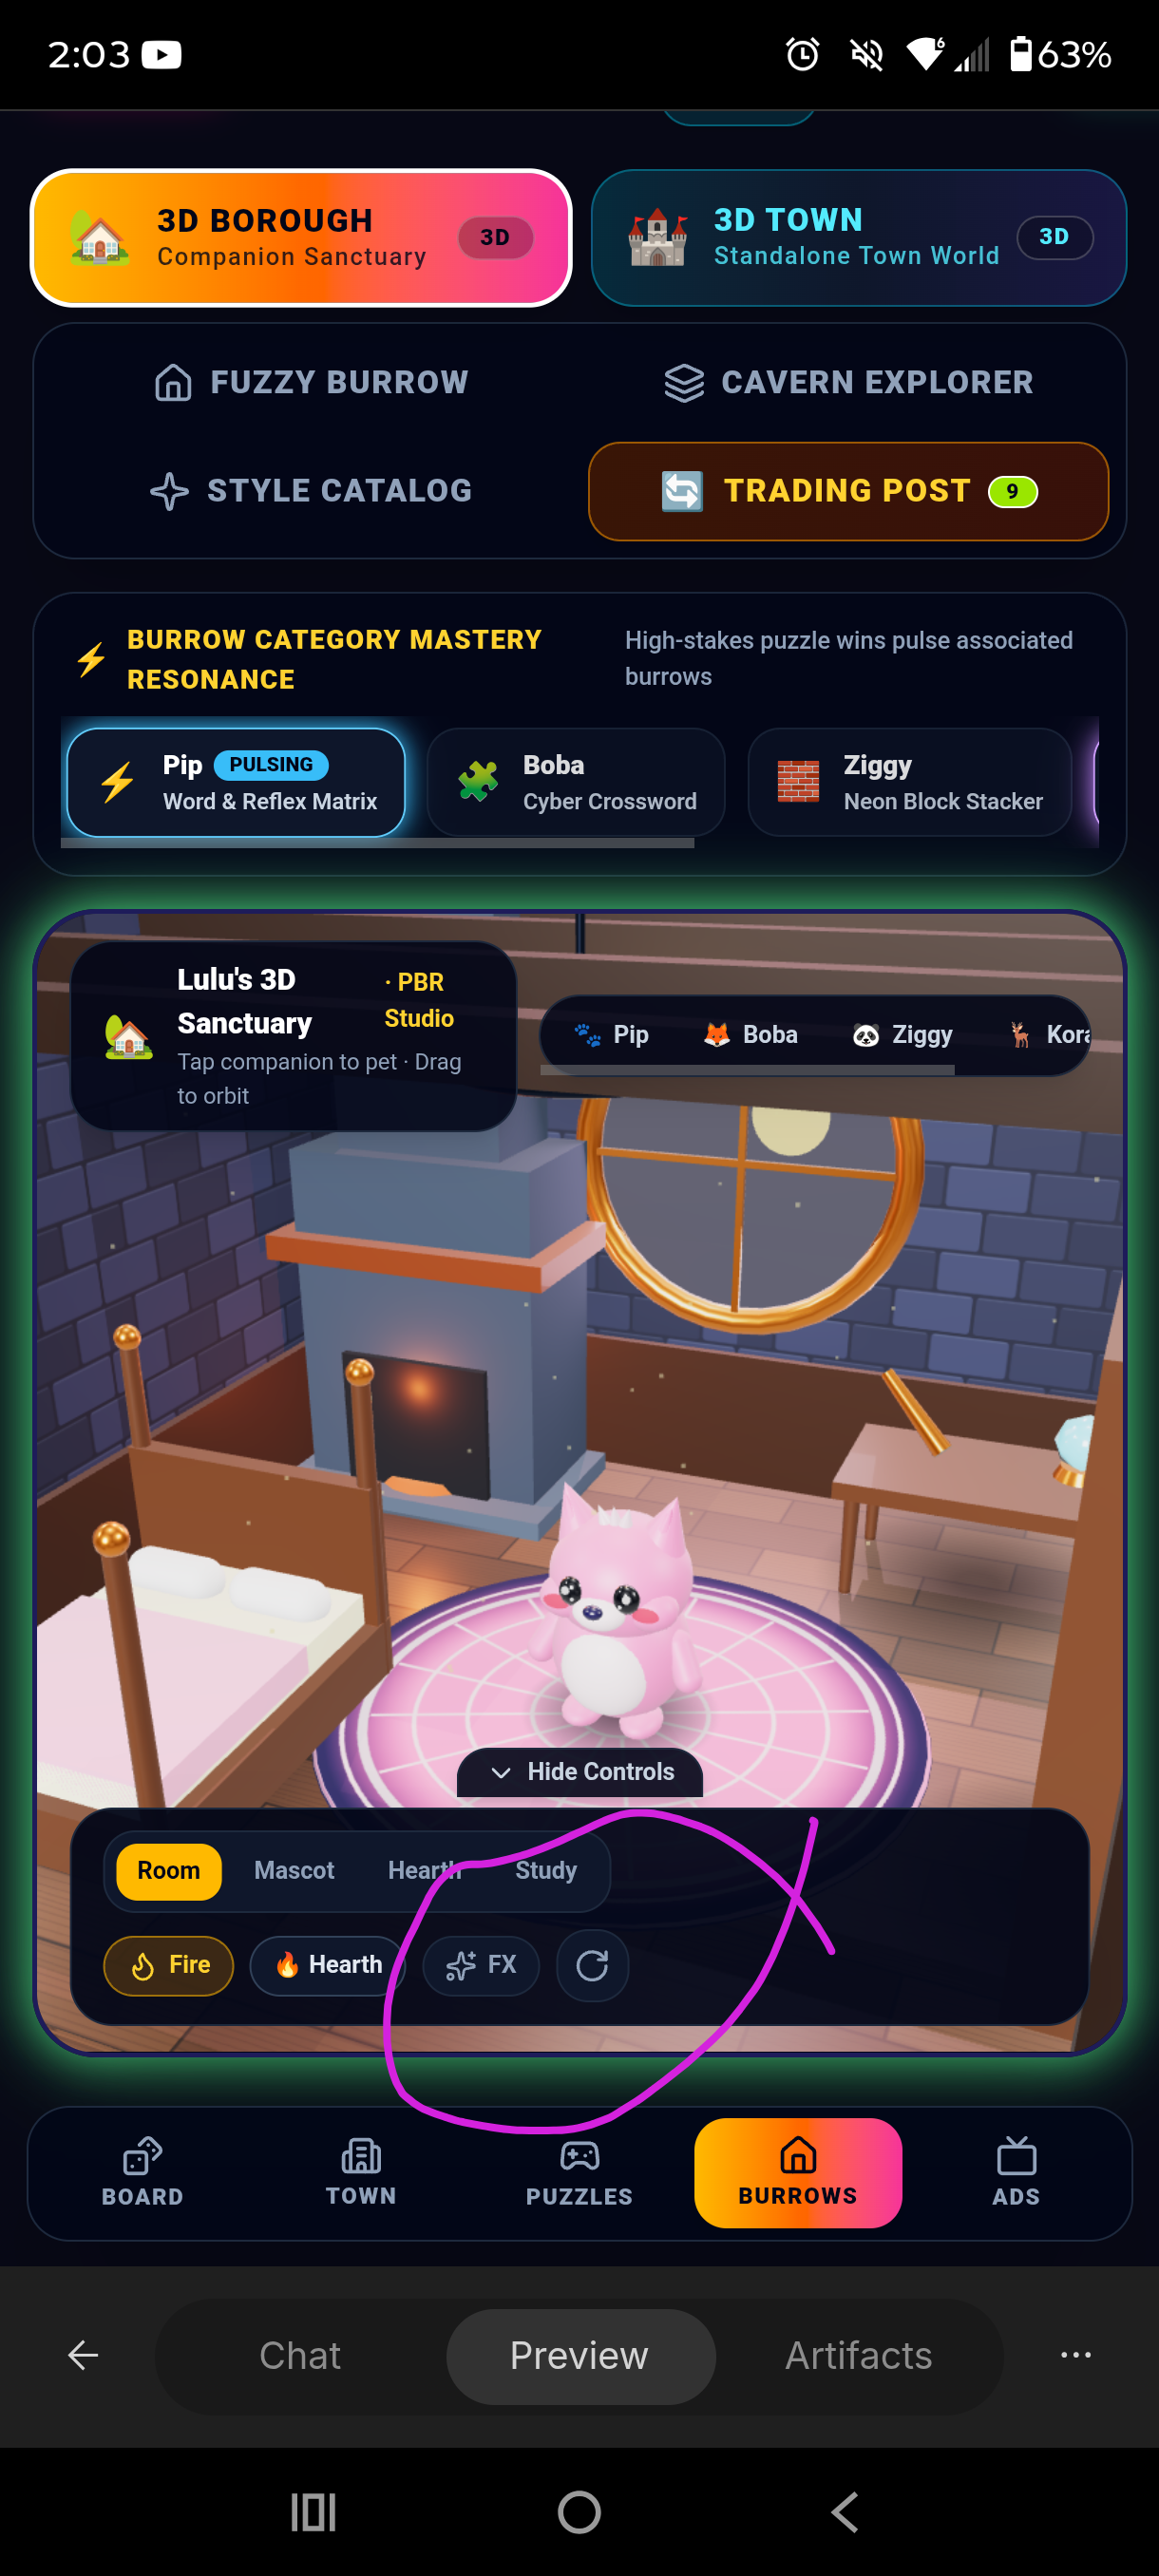 2:03
6
63%
3D BOROUGH
Companion Sanctuary
3D
3D TOWN
Standalone Town World
3D
FUZZY BURROW
CAVERN EXPLORER
STYLE CATALOG
TRADING POST
9
BURROW CATEGORY MASTERY
RESONANCE
High-stakes puzzle wins pulse associated
burrows
Pip
PULSING
Word & Reflex Matrix
Boba
Cyber Crossword
Ziggy
Neon Block Stacker
Lulu's 3D
Sanctuary
· PBR
Studio
Tap companion to pet · Drag
to orbit
Pip
Boba
Ziggy
Kora
Hide Controls
Room
Mascot
Hearth
Study
Fire
Hearth
FX
BOARD
TOWN
PUZZLES
BURROWS
ADS
Chat
Preview
Artifacts